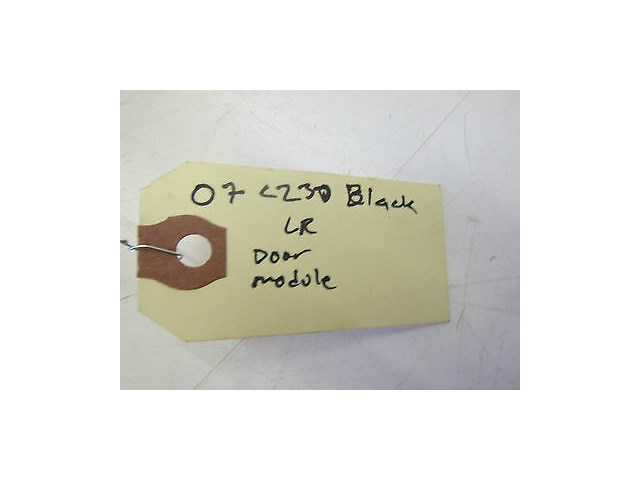 07 C230 Black
LR
Door
module